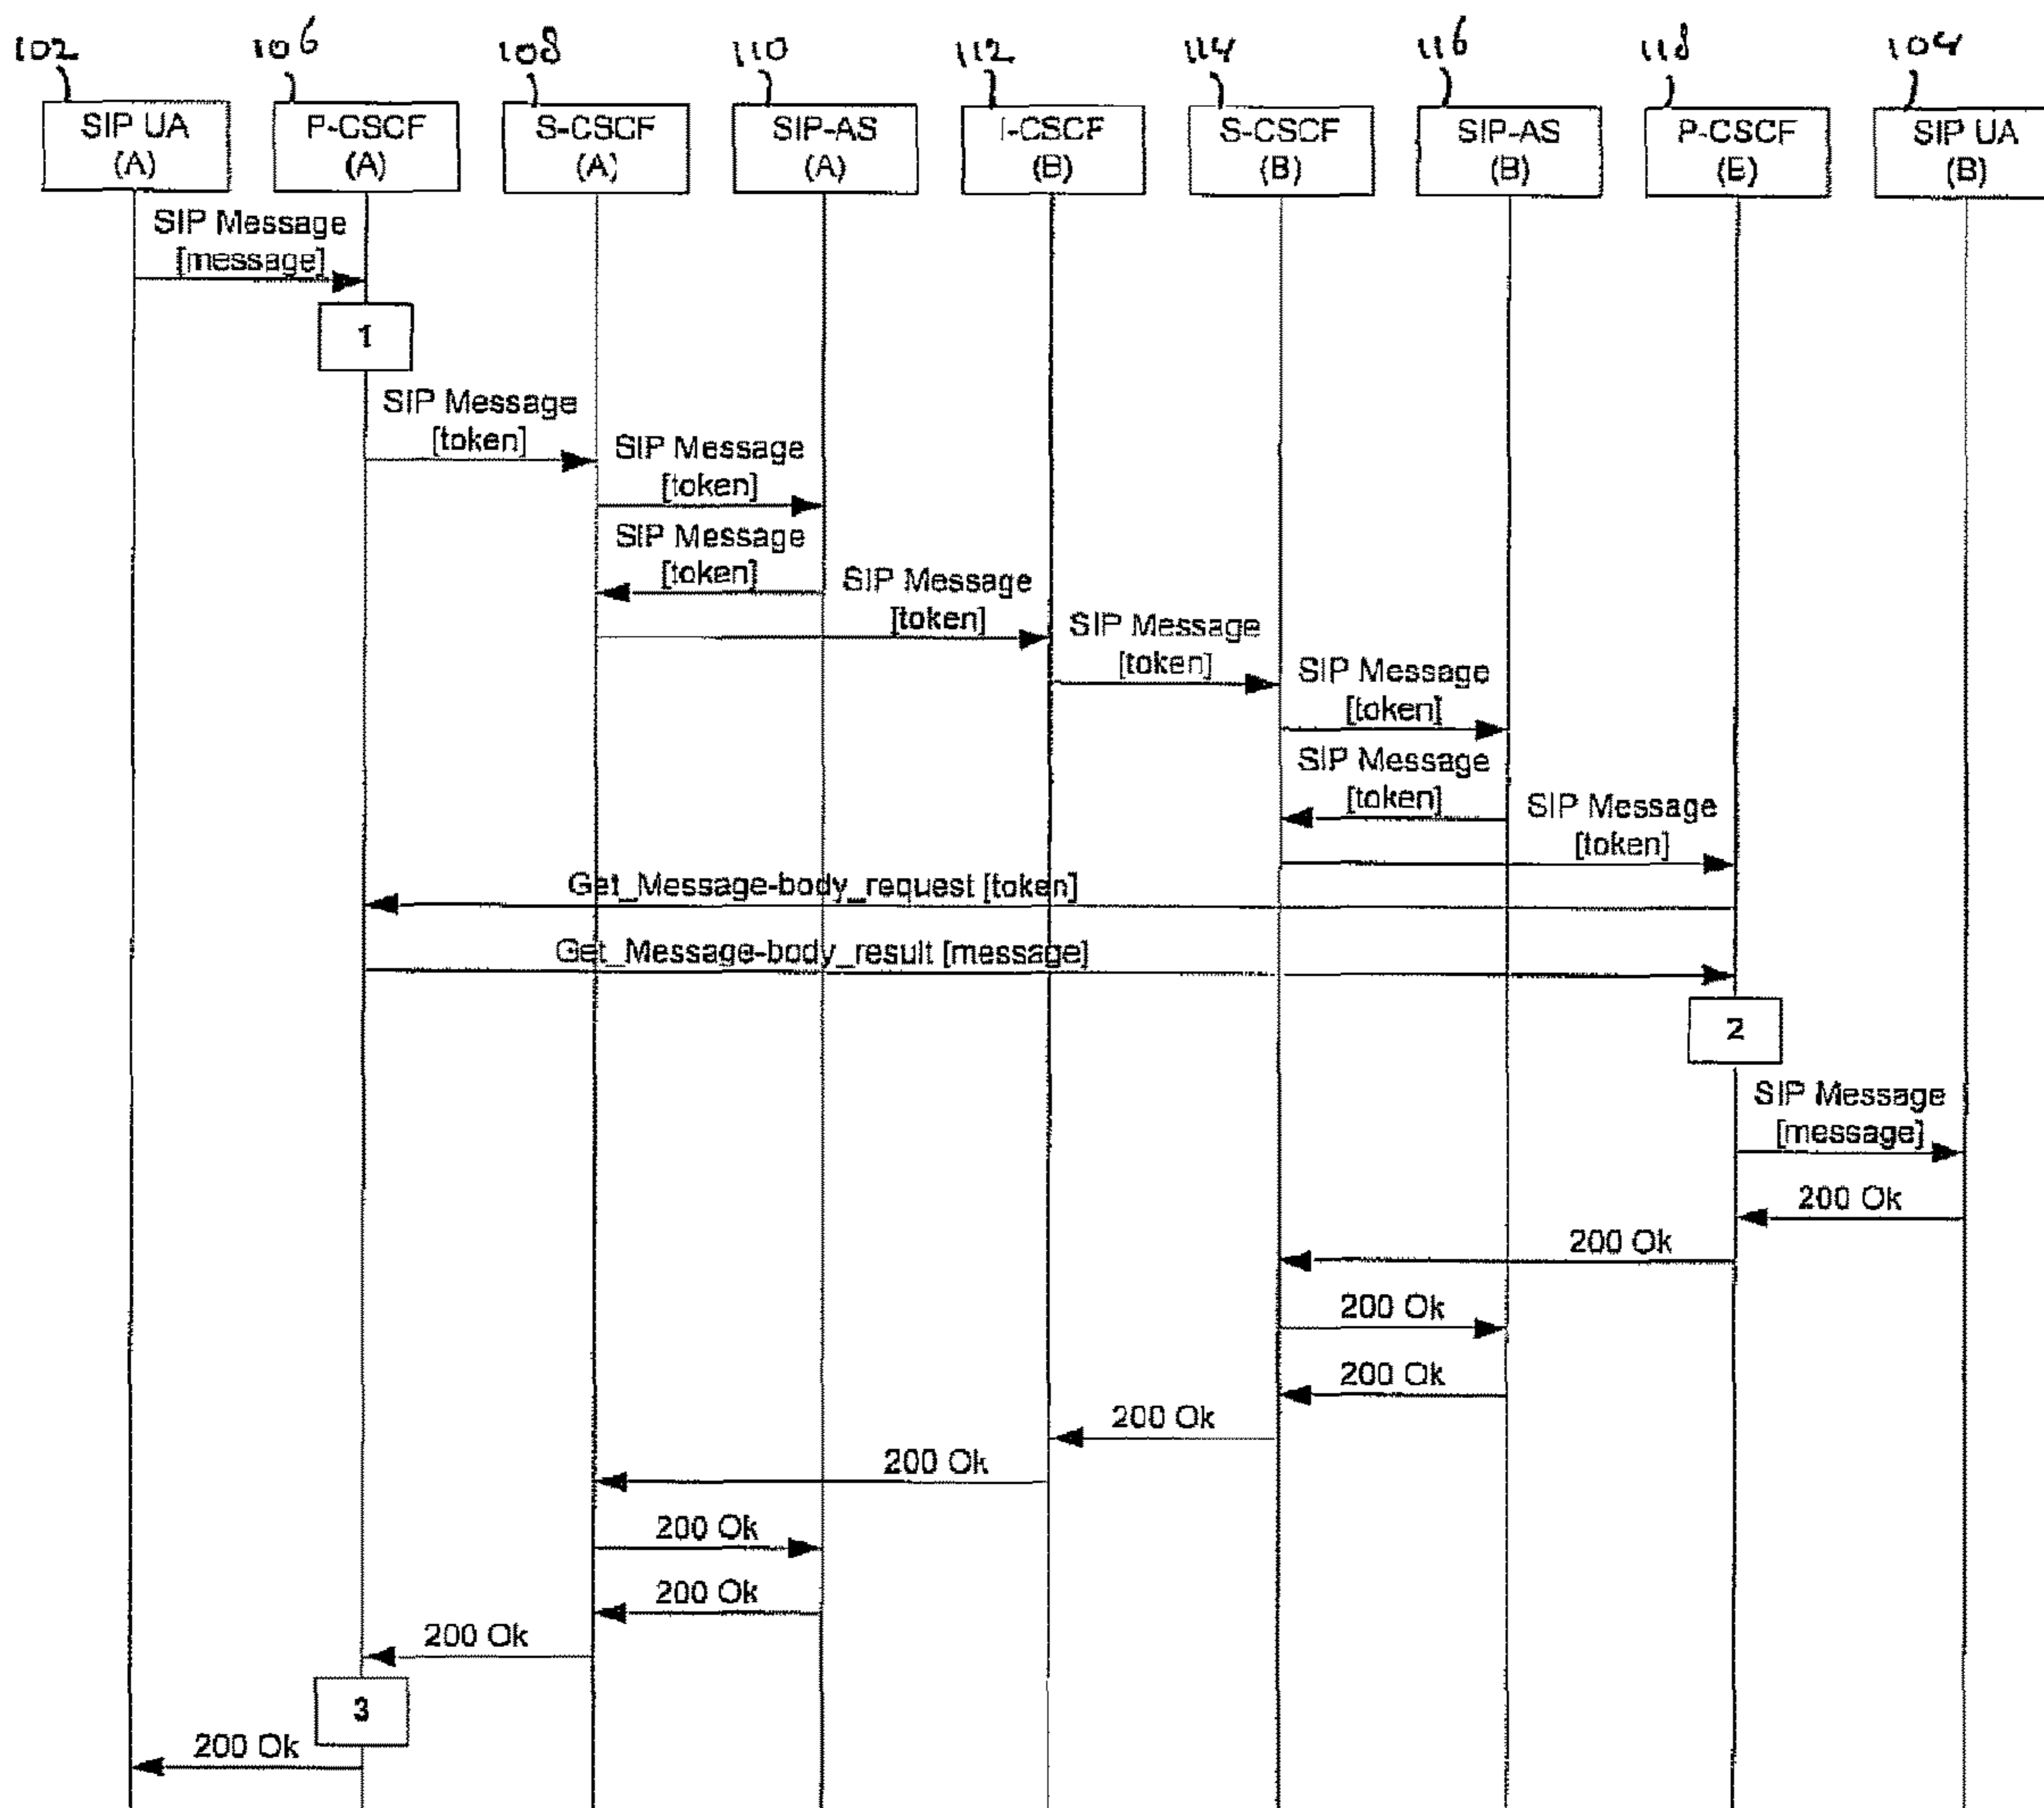 102 106 108 110 112 114 116 118 104
SIP UA P-CSCF S-CSCF SIP-AS I-CSCF S-CSCF SIP-AS P-CSCF SIP UA
(A) (A) (A) (A) (B) (B) (B) (B) (B)
SIP Message
[message]
1
SIP Message
[token]
SIP Message
[token]
SIP Message
[token]
SIP Message
[token]
SIP Message
[token]
SIP Message
[token]
SIP Message
[token]
SIP Message
[token]
Get_Message-body_request [token]
Get_Message-body_result [message]
2
SIP Message
[message]
200 Ok
200 Ok
200 Ok
200 Ok
200 Ok
200 Ok
200 Ok
200 Ok
200 Ok
3
200 Ok